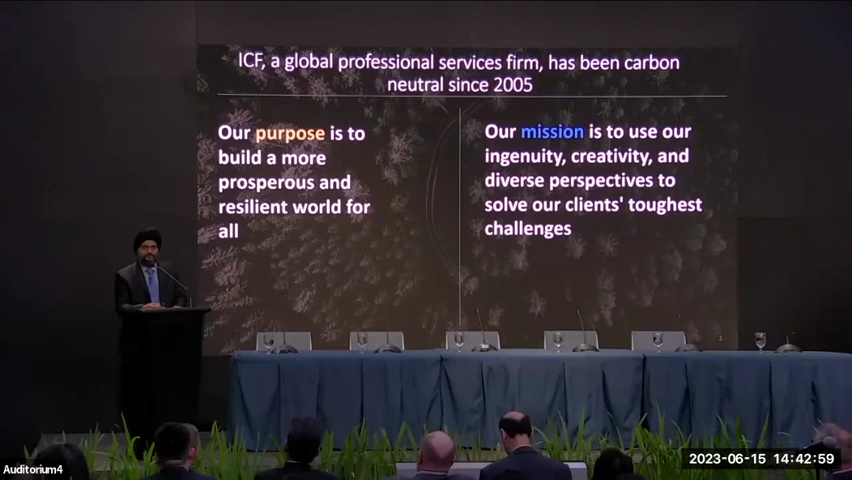 ICF, a global professional services firm, has been carbon
neutral since 2005
Our purpose is to
build a more
prosperous and
resilient world for
all
Our mission is to use our
ingenuity, creativity, and
diverse perspectives to
solve our clients' toughest
challenges
Auditorium4
2023-06-15 14:42:59